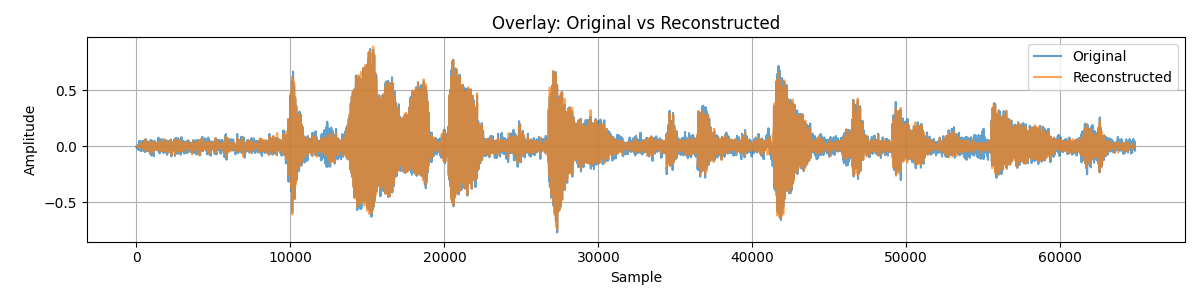 Overlay: Original vs Reconstructed
Original
Reconstructed
Amplitude
0.5
0.0
−0.5
0 10000 20000 30000 40000 50000 60000
Sample